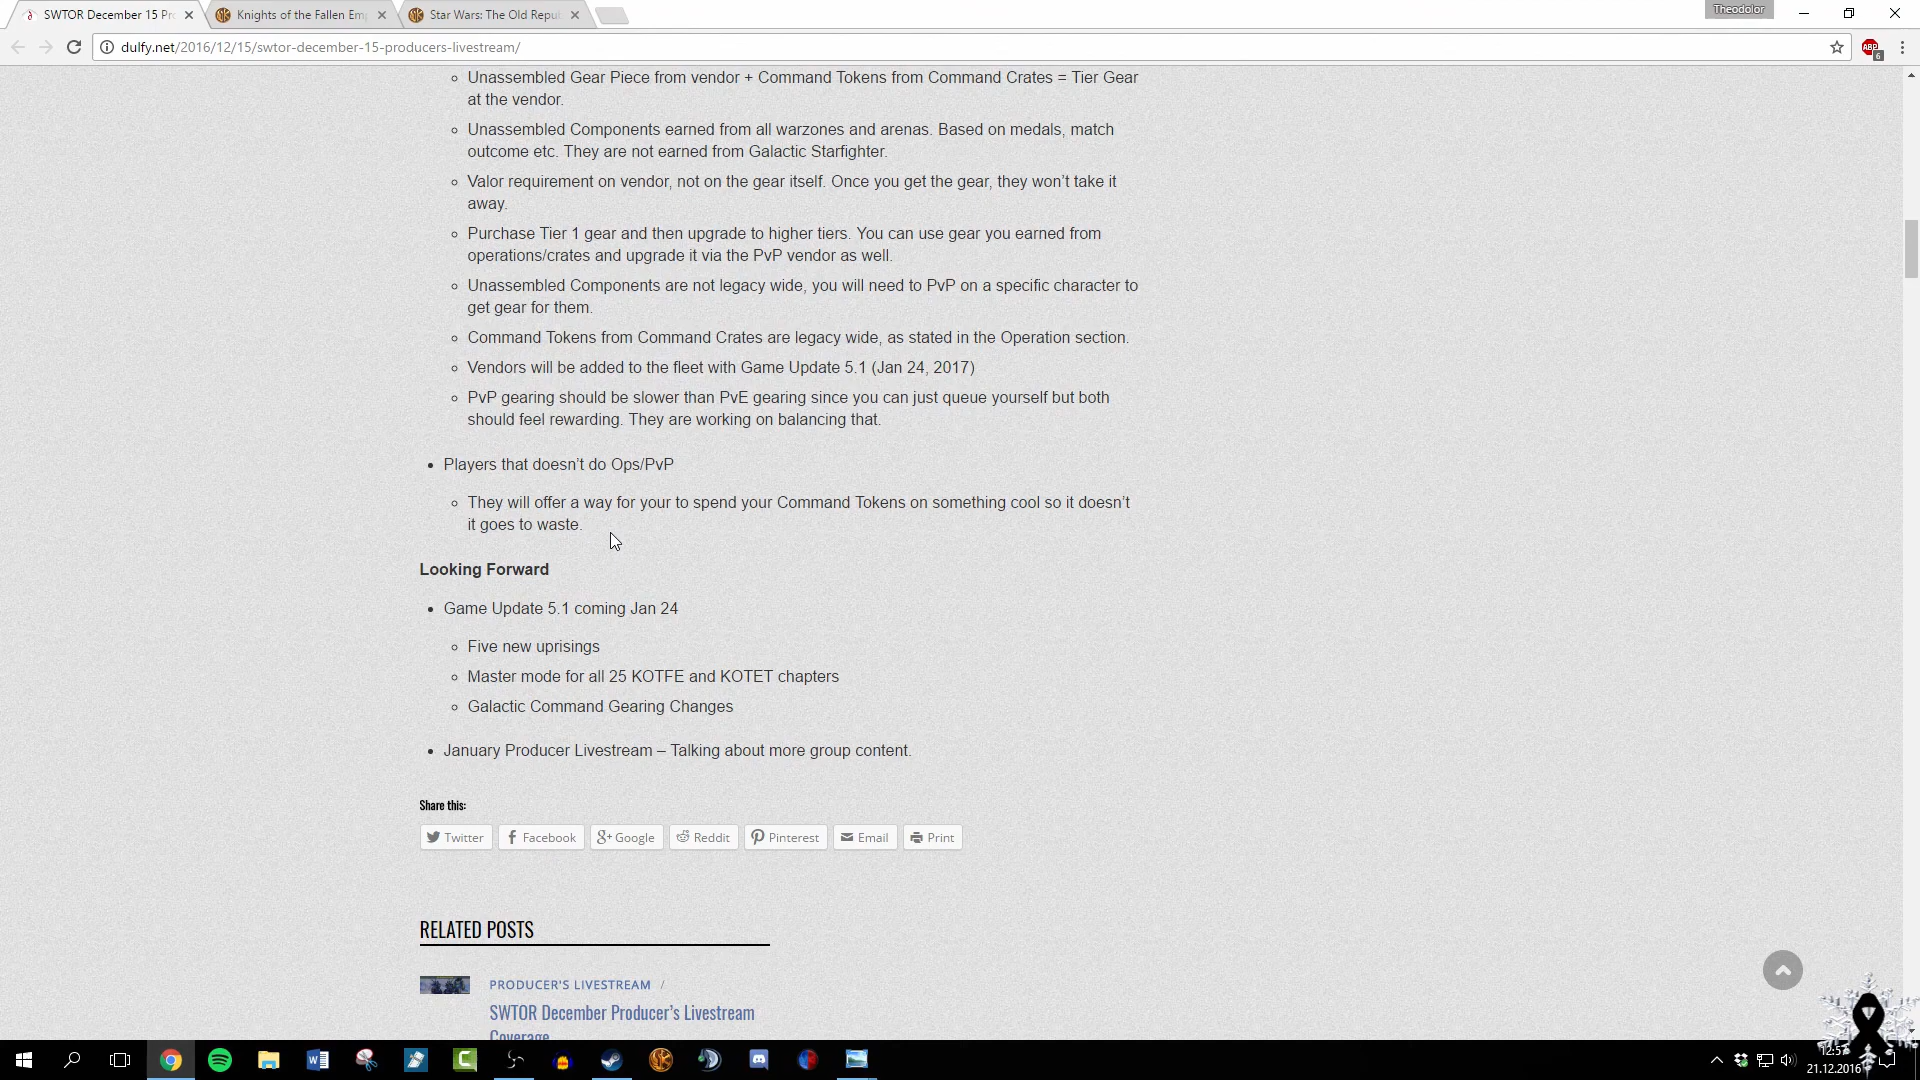 SWTOR December 15 Pro
Knights of the Fallen Emp
Star Wars: The Old Repub
Theodolor
dulfy.net/2016/12/15/swtor-december-15-producers-livestream/
ABP
6
Unassembled Gear Piece from vendor + Command Tokens from Command Crates = Tier Gear
at the vendor.
Unassembled Components earned from all warzones and arenas. Based on medals, match
outcome etc. They are not earned from Galactic Starfighter.
Valor requirement on vendor, not on the gear itself. Once you get the gear, they won’t take it
away.
Purchase Tier 1 gear and then upgrade to higher tiers. You can use gear you earned from
operations/crates and upgrade it via the PvP vendor as well.
Unassembled Components are not legacy wide, you will need to PvP on a specific character to
get gear for them.
Command Tokens from Command Crates are legacy wide, as stated in the Operation section.
Vendors will be added to the fleet with Game Update 5.1 (Jan 24, 2017)
PvP gearing should be slower than PvE gearing since you can just queue yourself but both
should feel rewarding. They are working on balancing that.
Players that doesn’t do Ops/PvP
They will offer a way for your to spend your Command Tokens on something cool so it doesn’t
it goes to waste.
Looking Forward
Game Update 5.1 coming Jan 24
Five new uprisings
Master mode for all 25 KOTFE and KOTET chapters
Galactic Command Gearing Changes
January Producer Livestream – Talking about more group content.
Share this:
Twitter
Facebook
Google
Reddit
Pinterest
Email
Print
RELATED POSTS
PRODUCER'S LIVESTREAM /
SWTOR December Producer’s Livestream
Coverage
12:57
21.12.2016